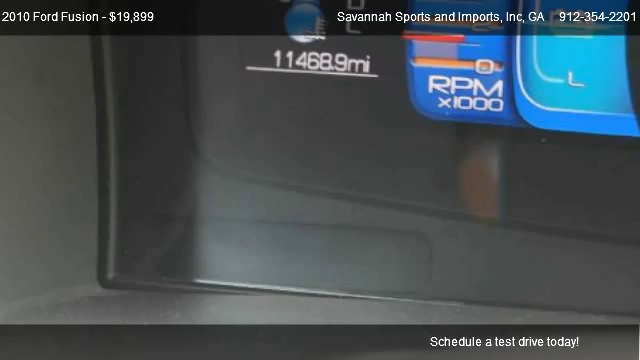 2010 Ford Fusion - $19,899
Savannah Sports and Imports, Inc, GA
912-354-2201
11468.9mi
0
RPM
x1000
L
Schedule a test drive today!